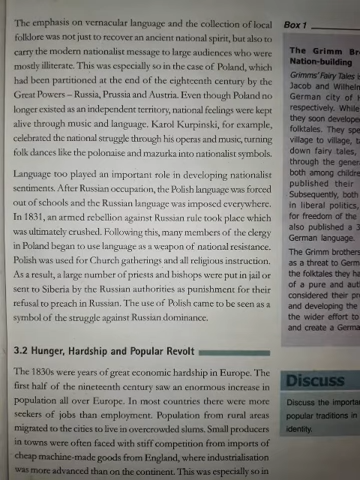 The emphasis on vernacular language and the collection of local
folklore was not just to recover an ancient national spirit, but also to
carry the modern nationalist message to large audiences who were
mostly illiterate. This was especially so in the case of Poland, which
had been partitioned at the end of the eighteenth century by the
Great Powers – Russia, Prussia and Austria. Even though Poland no
longer existed as an independent territory, national feelings were kept
alive through music and language. Karol Kurpinski, for example,
celebrated the national struggle through his operas and music, turning
folk dances like the polonaise and mazurka into nationalist symbols.
Language too played an important role in developing nationalist
sentiments. After Russian occupation, the Polish language was forced
out of schools and the Russian language was imposed everywhere.
In 1831, an armed rebellion against Russian rule took place which
was ultimately crushed. Following this, many members of the clergy
in Poland began to use language as a weapon of national resistance.
Polish was used for Church gatherings and all religious instruction.
As a result, a large number of priests and bishops were put in jail or
sent to Siberia by the Russian authorities as punishment for their
refusal to preach in Russian. The use of Polish came to be seen as a
symbol of the struggle against Russian dominance.
3.2 Hunger, Hardship and Popular Revolt
The 1830s were years of great economic hardship in Europe. The
first half of the nineteenth century saw an enormous increase in
population all over Europe. In most countries there were more
seekers of jobs than employment. Population from rural areas
migrated to the cities to live in overcrowded slums. Small producers
in towns were often faced with stiff competition from imports of
cheap machine-made goods from England, where industrialisation
was more advanced than on the continent. This was especially so in
Box 1
The Grimm
Nation-building
Grimms' Fairy Tales
Jacob and
German city of
respectively. While
they soon
folktales. They
village to village,
down fairy tales,
through the
both among
published their
Subsequently, both
in liberal politics,
for freedom of the
also published a
German language.
The Grimm brothers
as a threat to
the folktales they
of a pure and
considered their
and developing the
the wider effort to
and create a
Discuss
Discuss the
popular traditions in
identity.